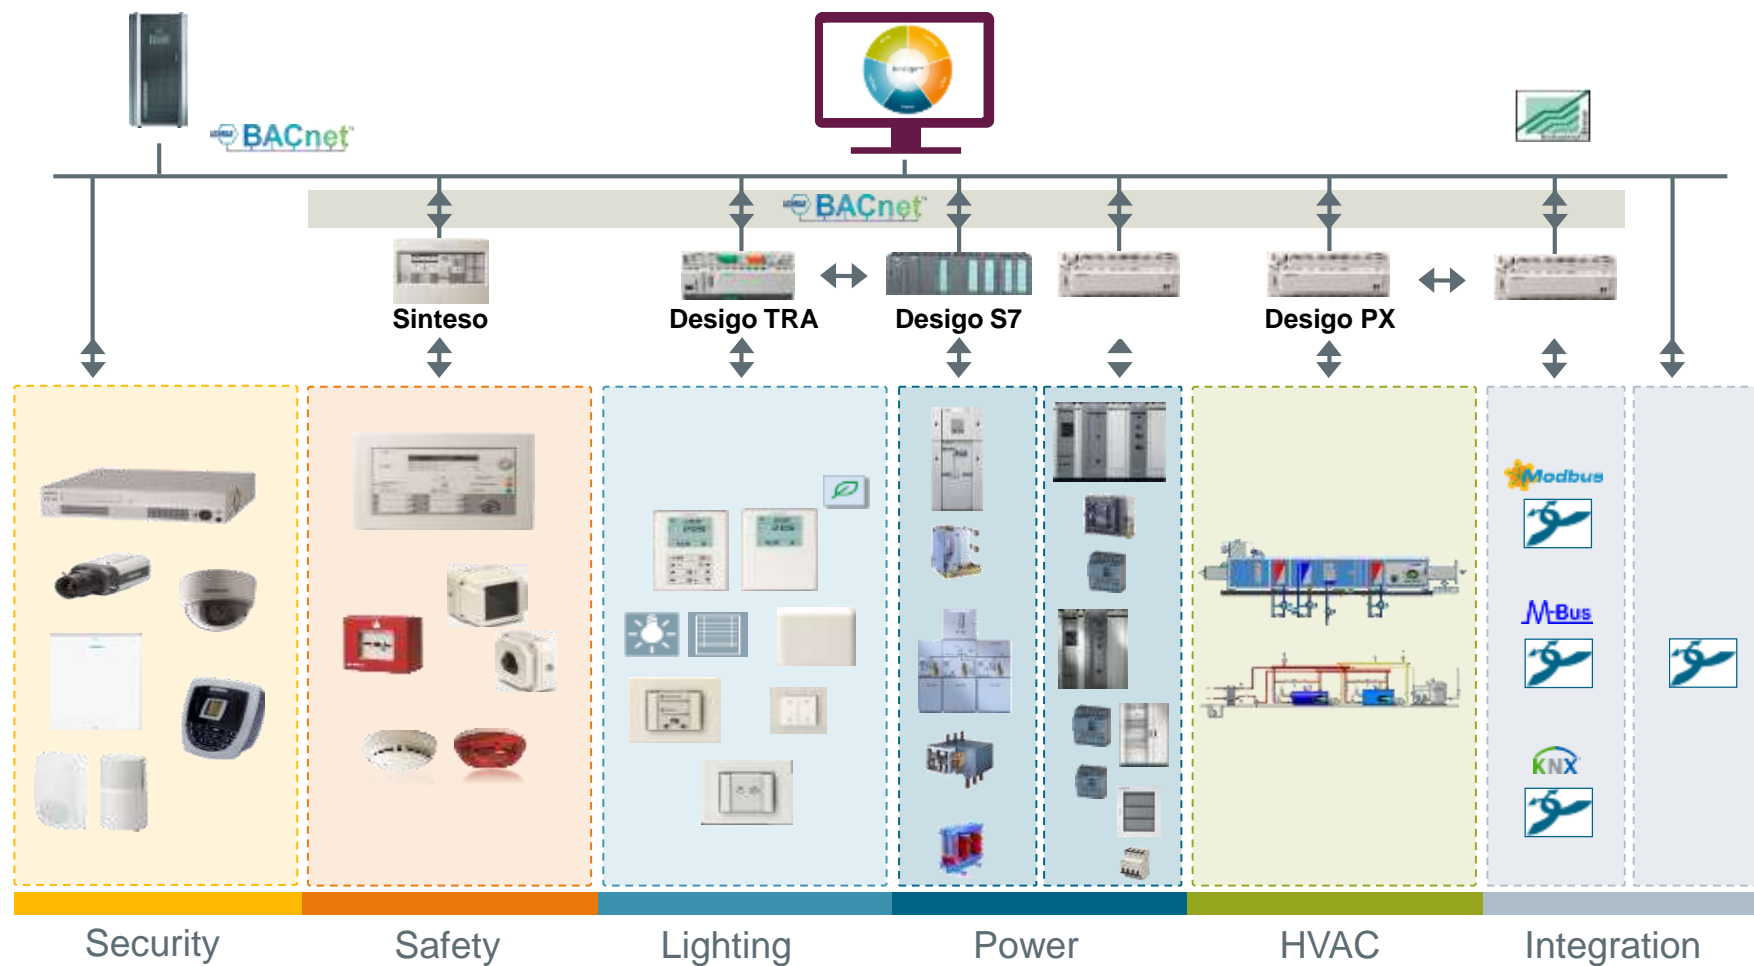 BACnet
BACnet
Sinteso
Desigo TRA
Desigo S7
Desigo PX
Modbus
M-Bus
KNX
Security
Safety
Lighting
Power
HVAC
Integration